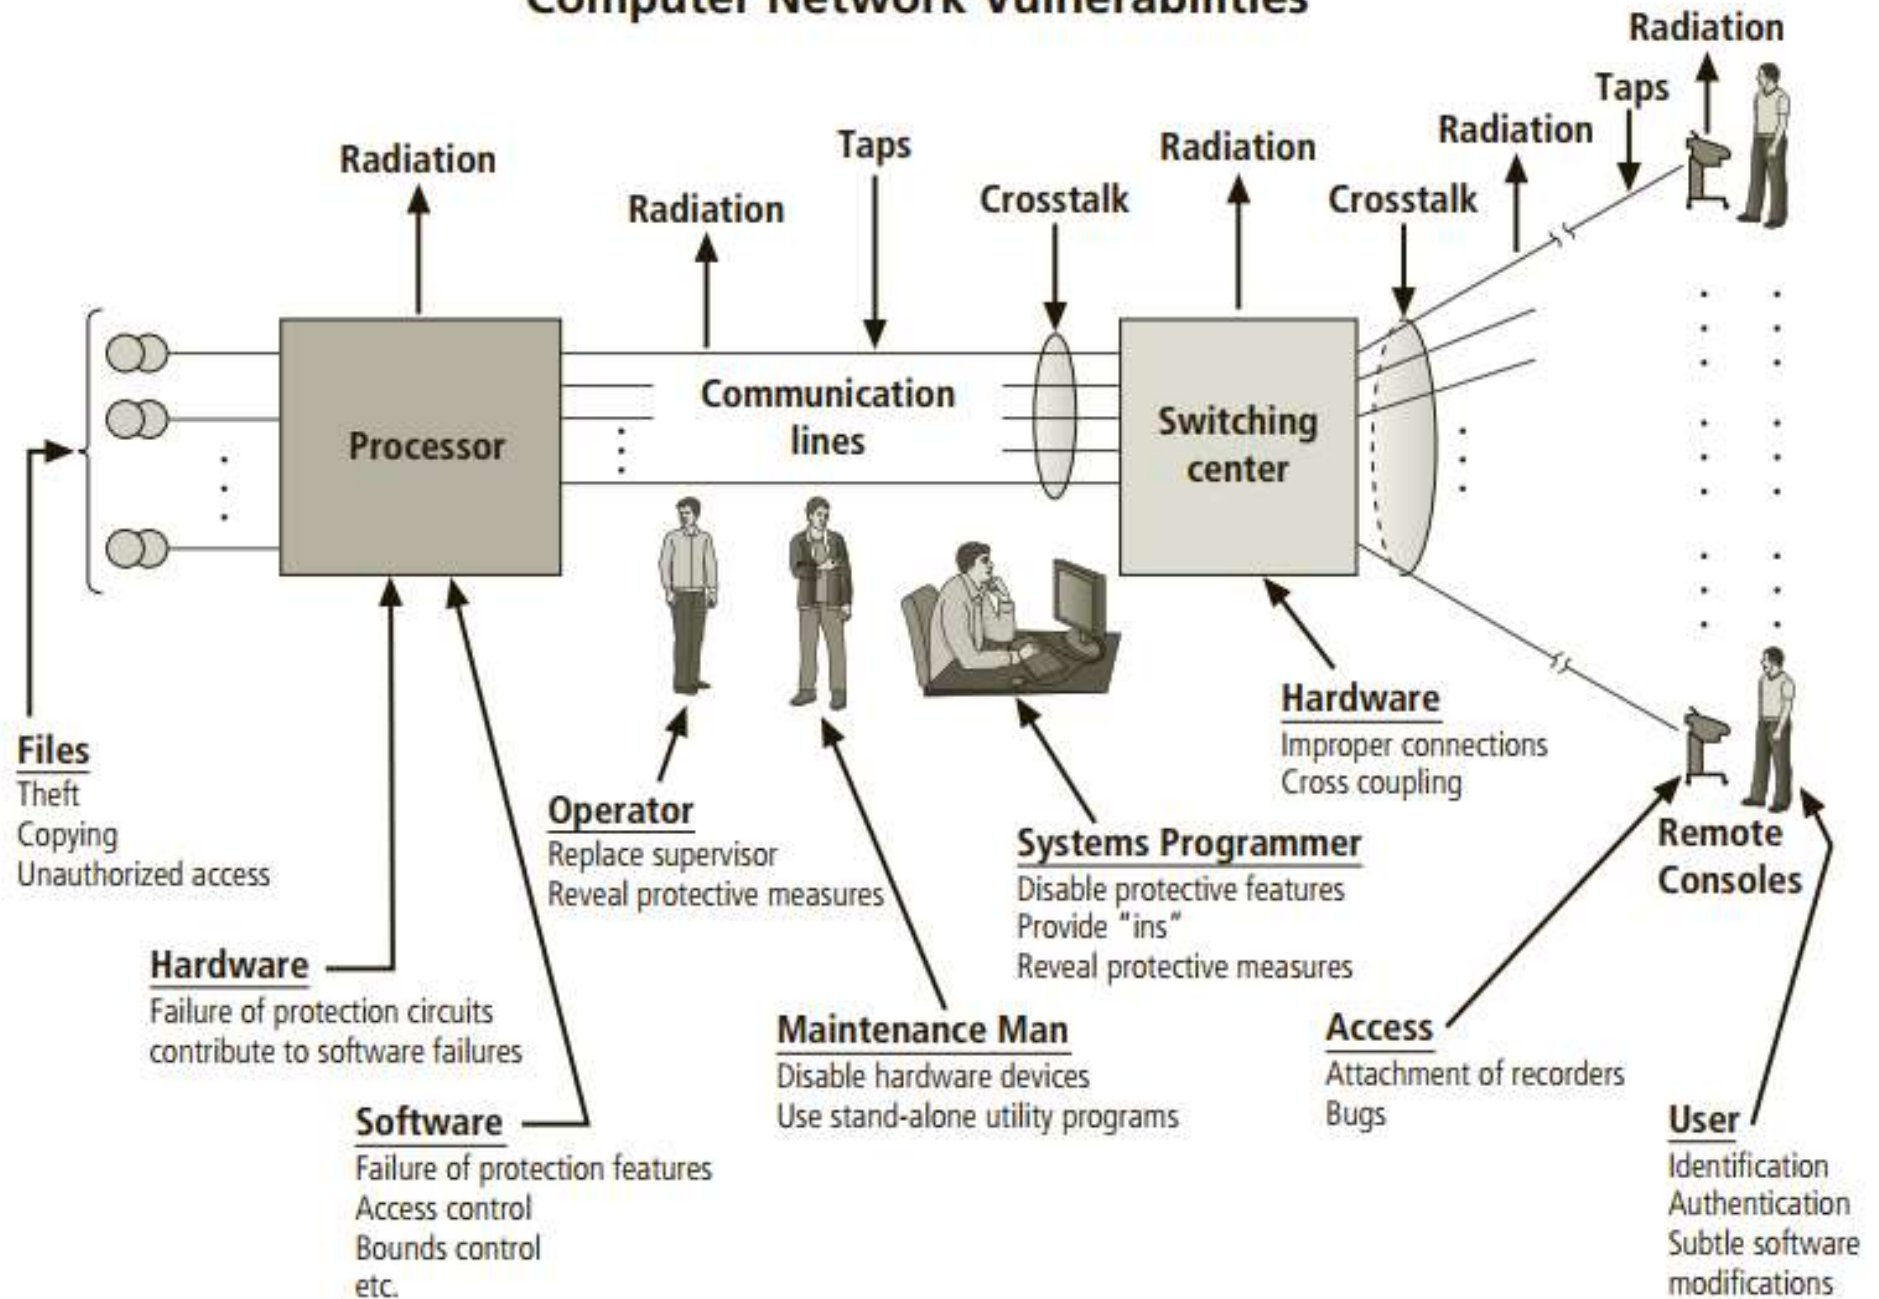 Computer Network Vulnerabilities
Radiation
Taps
Radiation
Radiation
Taps
Radiation
Radiation
Crosstalk
Crosstalk
Processor
Communication
lines
Switching
center
Files
Theft
Copying
Unauthorized access
Hardware
Failure of protection circuits
contribute to software failures
Software
Failure of protection features
Access control
Bounds control
etc.
Operator
Replace supervisor
Reveal protective measures
Maintenance Man
Disable hardware devices
Use stand-alone utility programs
Systems Programmer
Disable protective features
Provide "ins"
Reveal protective measures
Hardware
Improper connections
Cross coupling
Access
Attachment of recorders
Bugs
Remote
Consoles
User
Identification
Authentication
Subtle software
modifications